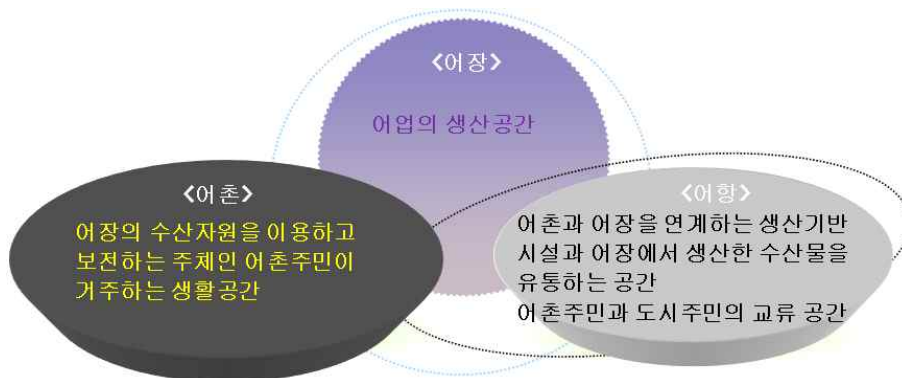 <어장>
어업의 생산공간
<어촌>
어장의 수산자원을 이용하고
보전하는 주체인 어촌주민이
거주하는 생활공간
<어항>
어촌과 어장을 연계하는 생산기반
시설과 어장에서 생산한 수산물을
유통하는 공간
어촌주민과 도시주민의 교류 공간